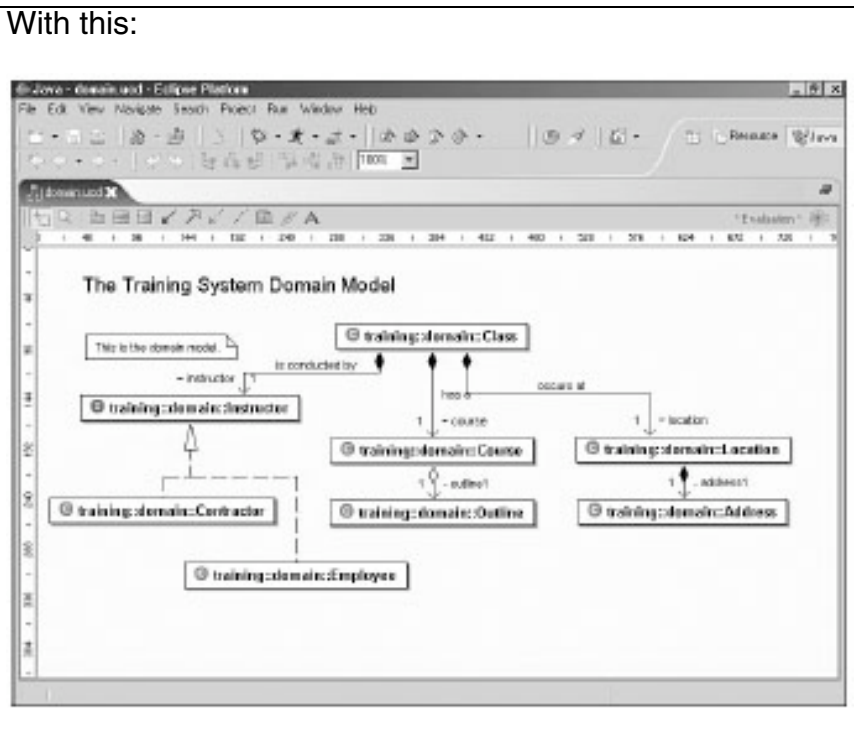 With this:
Java - domain.ucd - Eclipse Platform
File Edit View Navigate Search Project Run Window Help
Resource Java
100%
domain.ucd
*Evaluation*
The Training System Domain Model
training::domain::Class
This is the domain model.
is conducted by
- instructor 1
has a
occurs at
training::domain::Instructor
1 - course
1 - location
training::domain::Course
training::domain::Location
1 - outline1
1 - address1
training::domain::Contractor
training::domain::Outline
training::domain::Address
training::domain::Employee